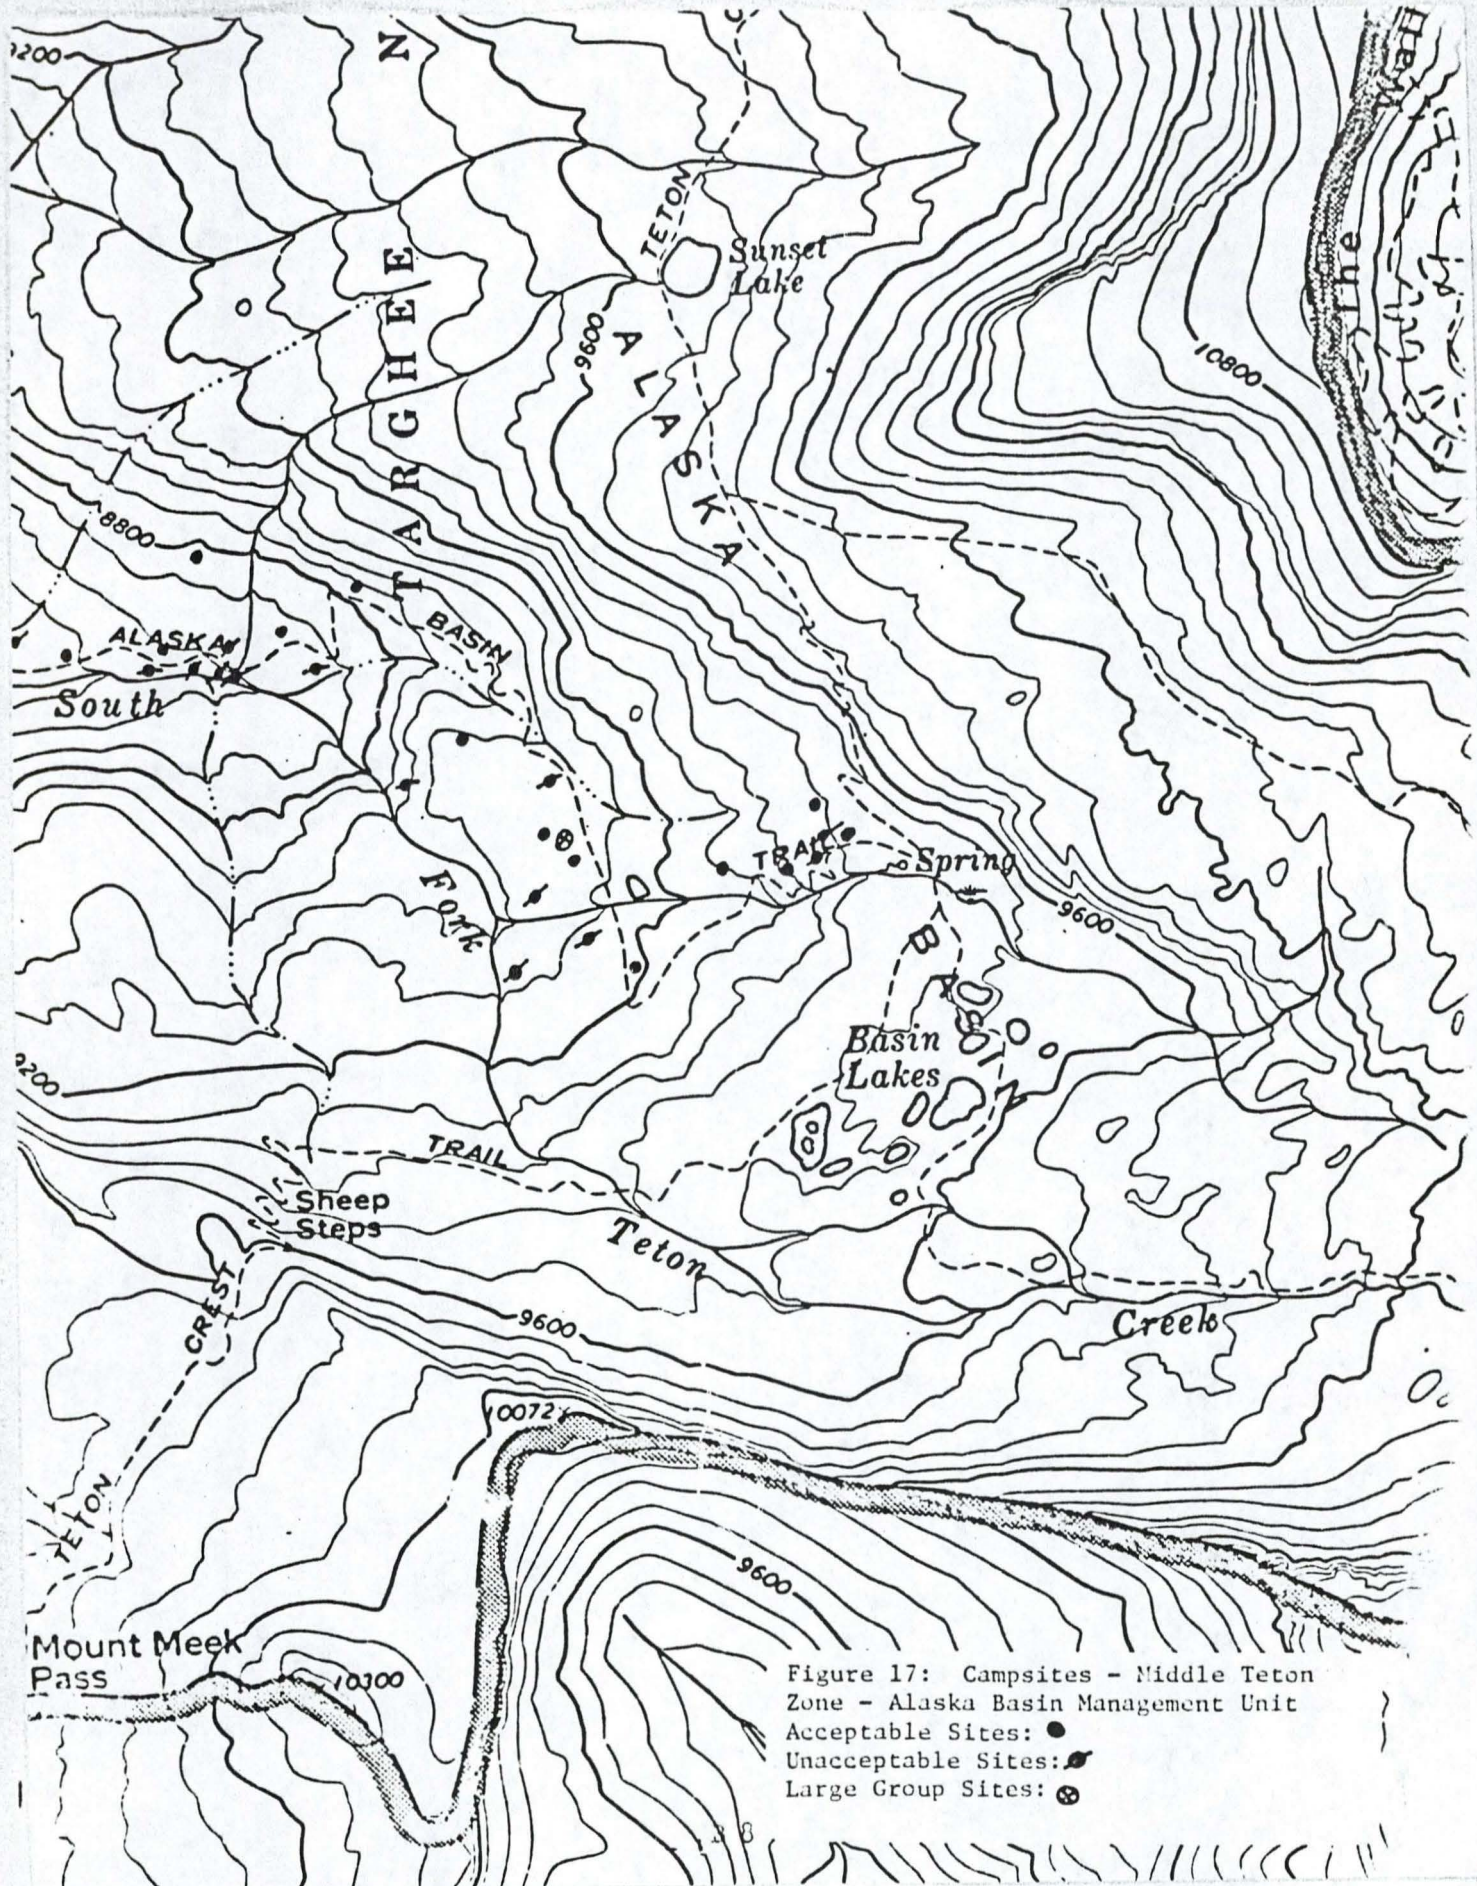 9200
N
TARGHEE
TETON
Sunset
Lake
9600
ALASKA
10800
The
Wall
8800
ALASKA
BASIN
South
TRAIL
Spring
Fork
9600
BASIN
Basin
Lakes
9200
TRAIL
Sheep
Steps
Teton
CREST
9600
Creek
10072
TETON
9600
Mount Meek
Pass
10300
Figure 17: Campsites - Middle Teton
Zone - Alaska Basin Management Unit
Acceptable Sites:
Unacceptable Sites:
Large Group Sites:
38